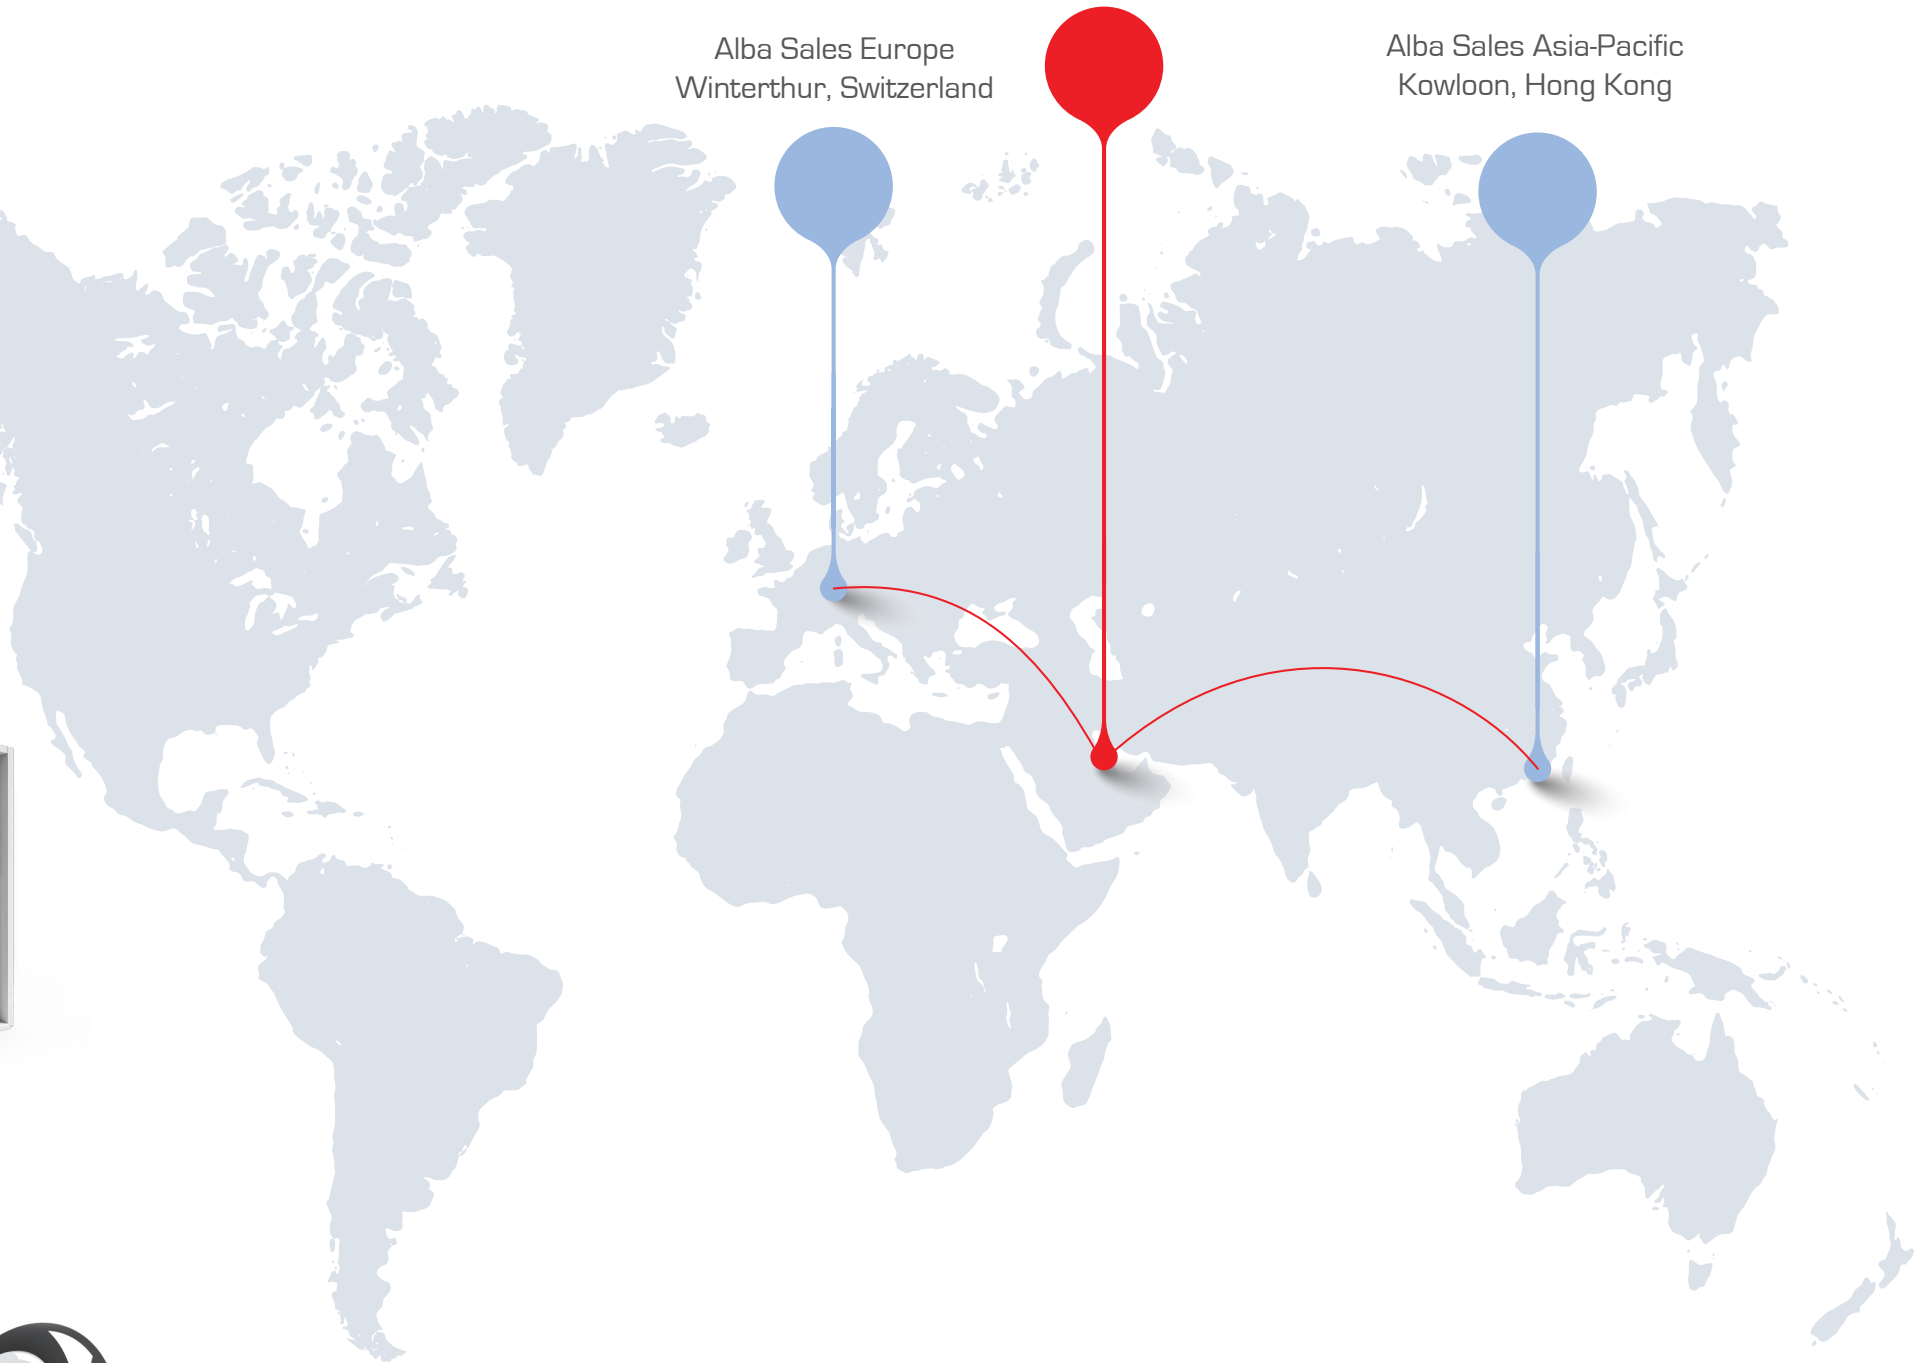 Alba Sales Europe
Winterthur, Switzerland
Alba Sales Asia-Pacific
Kowloon, Hong Kong